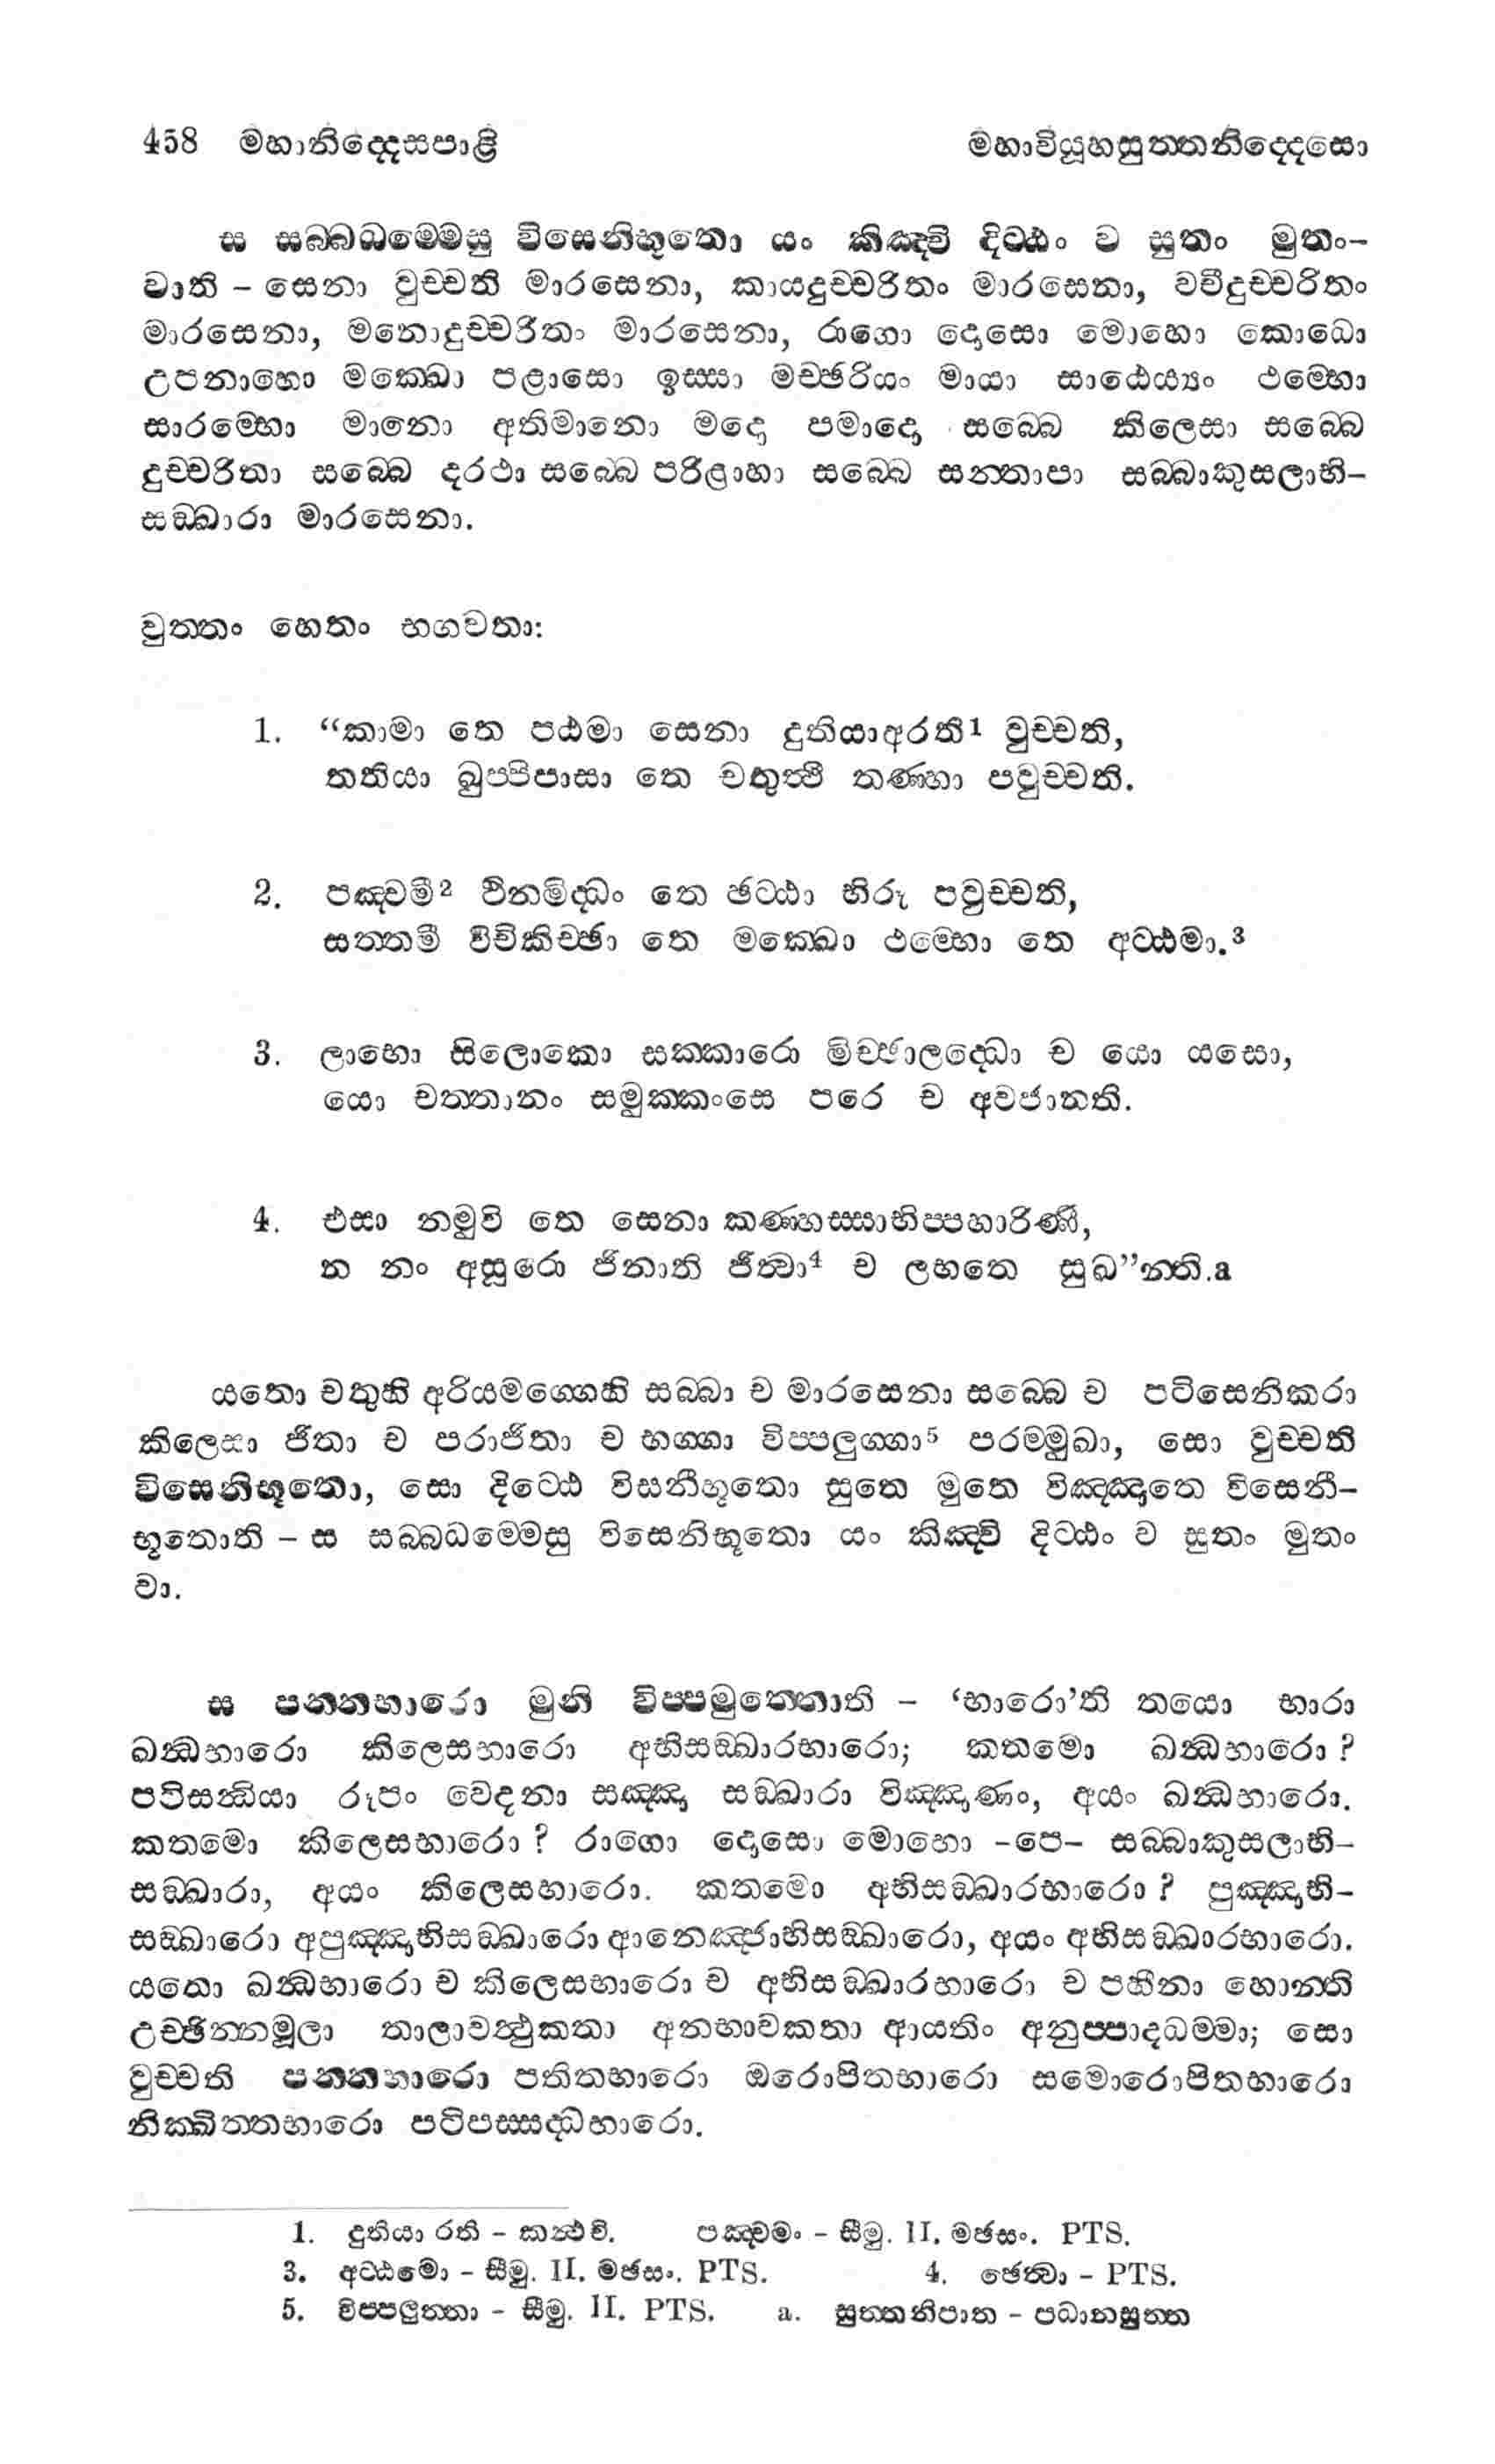 458 මහානිද්දෙසපාළි මහාවියූහසුත්තනිද්දෙසො
ස සබ්බධම්මෙසු විසෙනිභූතො යං කිඤ්චි දිට්ඨං ව සුතං මුතං-
වාති – සෙනා වුච්චති මාරසෙනා, කායදුච්චරිතං මාරසෙනා, වචීදුච්චරිතං
මාරසෙනා, මනොදුච්චරිතං මාරසෙනා, රාගො දොසො මොහො කොධො
උපනාහො මක්ඛො පළාසො ඉස්සා මච්ඡරියං මායා සාඨෙය්‍යං ථම්භො
සාරම්භො මානො අතිමානො මදො පමාදො සබ්බෙ කිලෙසා සබ්බෙ
දුච්චරිතා සබ්බෙ දරථා සබ්බෙ පරිළාහා සබ්බෙ සන්තාපා සබ්බාකුසලාභි–
සඞ්ඛාරා මාරසෙනා.
වුත්තං හෙතං භගවතා:
1. “කාමා තෙ පඨමා සෙනා දුතියාඅරති1 වුච්චති,
තතියා ඛුප්පිපාසා තෙ චතුත්ථි තණ්හා පවුච්චති.
2. පඤ්චමී2 ථිනමිද්ධං තෙ ඡට්ඨා භිරූ පවුච්චති,
සත්තමී විචිකිච්ඡා තෙ මක්ඛො ථම්භො තෙ අට්ඨමා.3
3. ලාභො සිලොකො සක්කාරො මිච්ඡාලද්ධො ච යො යසො,
යො චත්තානං සමුක්කංසෙ පරෙ ච අවජානති.
4. එසා නමුචි තෙ සෙනා කණ්හස්සාභිප්පහාරිණී,
න තං අසුරො ජිනාති ජිත්වා4 ච ලභතෙ සුඛ”න්ති.a
යතො චතුහි අරියමග්ගෙහි සබ්බා ච මාරසෙනා සබ්බෙ ච පටිසෙනිකරා
කිලෙසා ජිතා ච පරාජිතා ච භග්ගා විප්පලුග්ගා5 පරම්මුඛා, සො වුච්චති
විසෙනිභූතො, සො දිට්ඨෙ විසනීභූතො සුතෙ මුතෙ විඤ්ඤාතෙ විසෙනී–
භූතොති – ස සබ්බධම්මෙසු විසෙනිභූතො යං කිඤ්චි දිට්ඨං ව සුතං මුතං
වා.
ස පන්නභාරො මුනි විප්පමුත්තොති – ‘භාරො’ති තයො භාරා
ඛන්ධභාරො කිලෙසභාරො අභිසඞ්ඛාරභාරො; කතමො ඛන්ධභාරො ?
පටිසන්ධියා රූපං වෙදනා සඤ්ඤා සඞ්ඛාරා විඤ්ඤාණං, අයං ඛන්ධභාරො.
කතමො කිලෙසභාරො ? රාගො දොසො මොහො –පෙ– සබ්බාකුසලාභි–
සඞ්ඛාරා, අයං කිලෙසභාරො. කතමො අභිසඞ්ඛාරභාරො ? පුඤ්ඤාභි–
සඞ්ඛාරො අපුඤ්ඤාභිසඞ්ඛාරො ආනෙඤ්ජාභිසඞ්ඛාරො, අයං අභිසඞ්ඛාරභාරො.
යතො ඛන්ධභාරො ච කිලෙසභාරො ච අභිසඞ්ඛාරභාරො ච පහීනා හොන්ති
උච්ඡින්නමූලා තාලාවත්ථුකතා අනභාවකතා ආයතිං අනුප්පාදධම්මා; සො
වුච්චති පන්නභාරො පතිතභාරො ඔරොපිතභාරො සමොරොපිතභාරො
නික්ඛිත්තභාරො පටිපස්සද්ධභාරො.
1. දුතියා රති – කත්ථචි. පඤ්චමං – සීමු. II. මඡසං. PTS.
3. අට්ඨමො – සීමු. II. මඡසං. PTS. 4. ඡෙත්වා – PTS.
5. විප්පලුත්තා – සීමු. II. PTS. a. සුත්තනිපාත – පධානසුත්ත